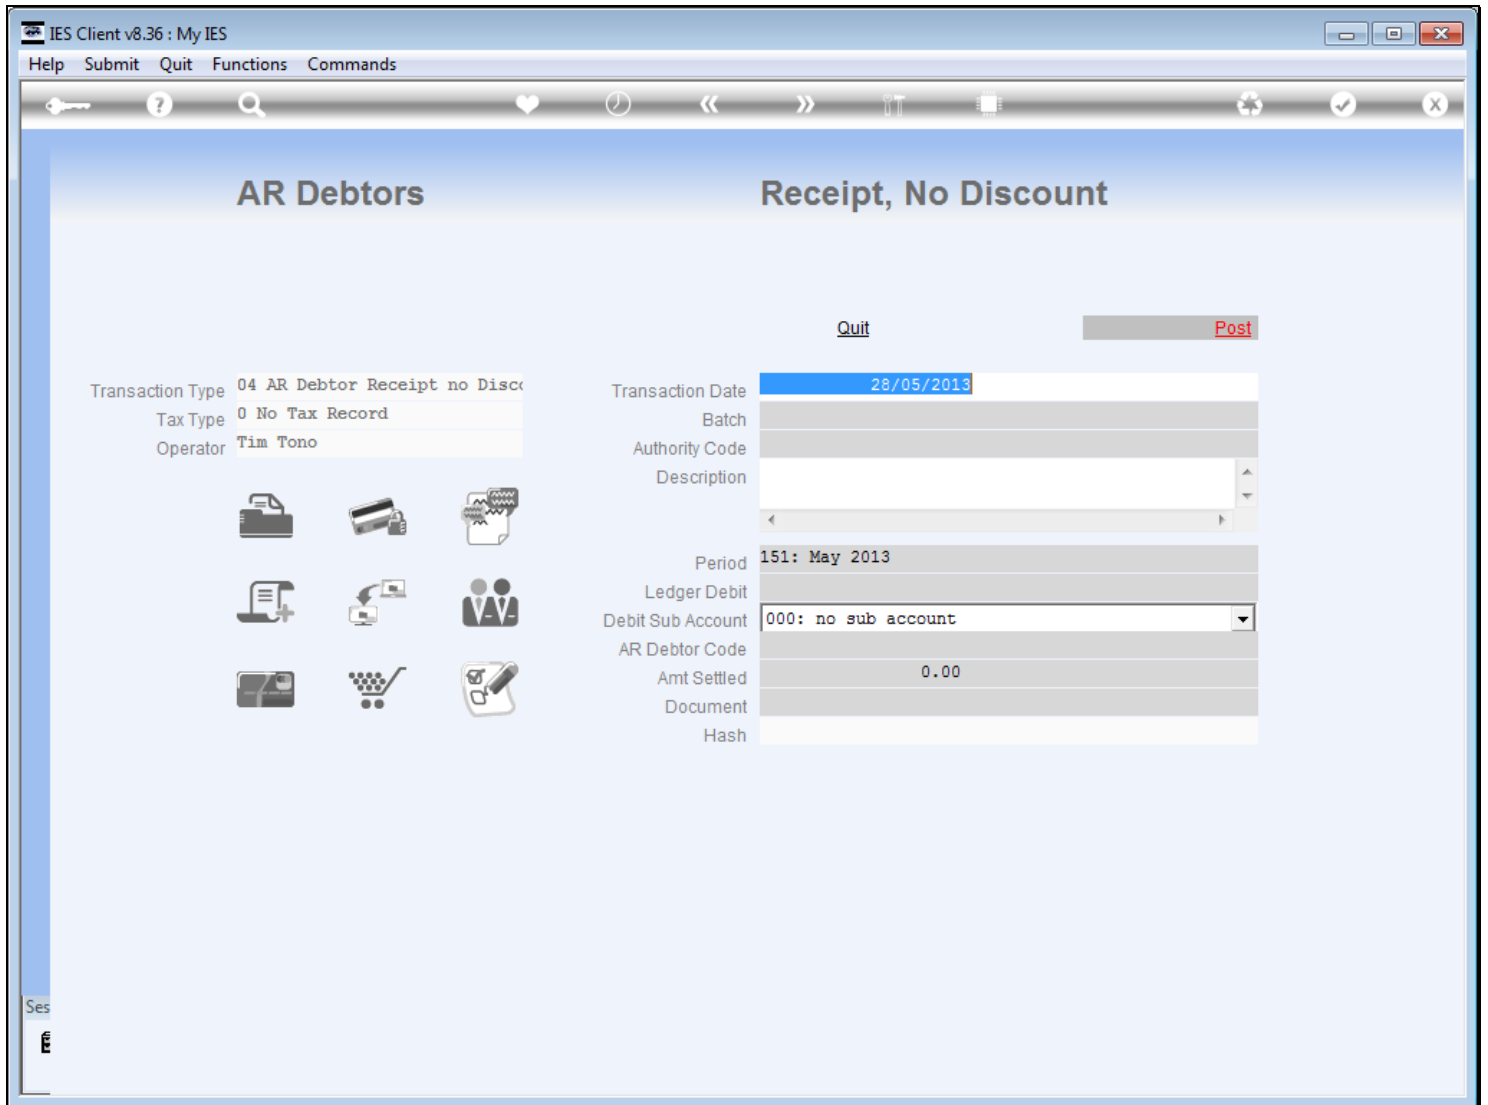 IES Client v8.36 : My IES
Help Submit Quit Functions Commands
AR Debtors
Receipt, No Discount
Quit
Post
Transaction Type 04 AR Debtor Receipt no Disc
Tax Type 0 No Tax Record
Operator Tim Tono
Transaction Date 28/05/2013
Batch
Authority Code
Description
Period 151: May 2013
Ledger Debit
Debit Sub Account 000: no sub account
AR Debtor Code
Amt Settled 0.00
Document
Hash
Ses